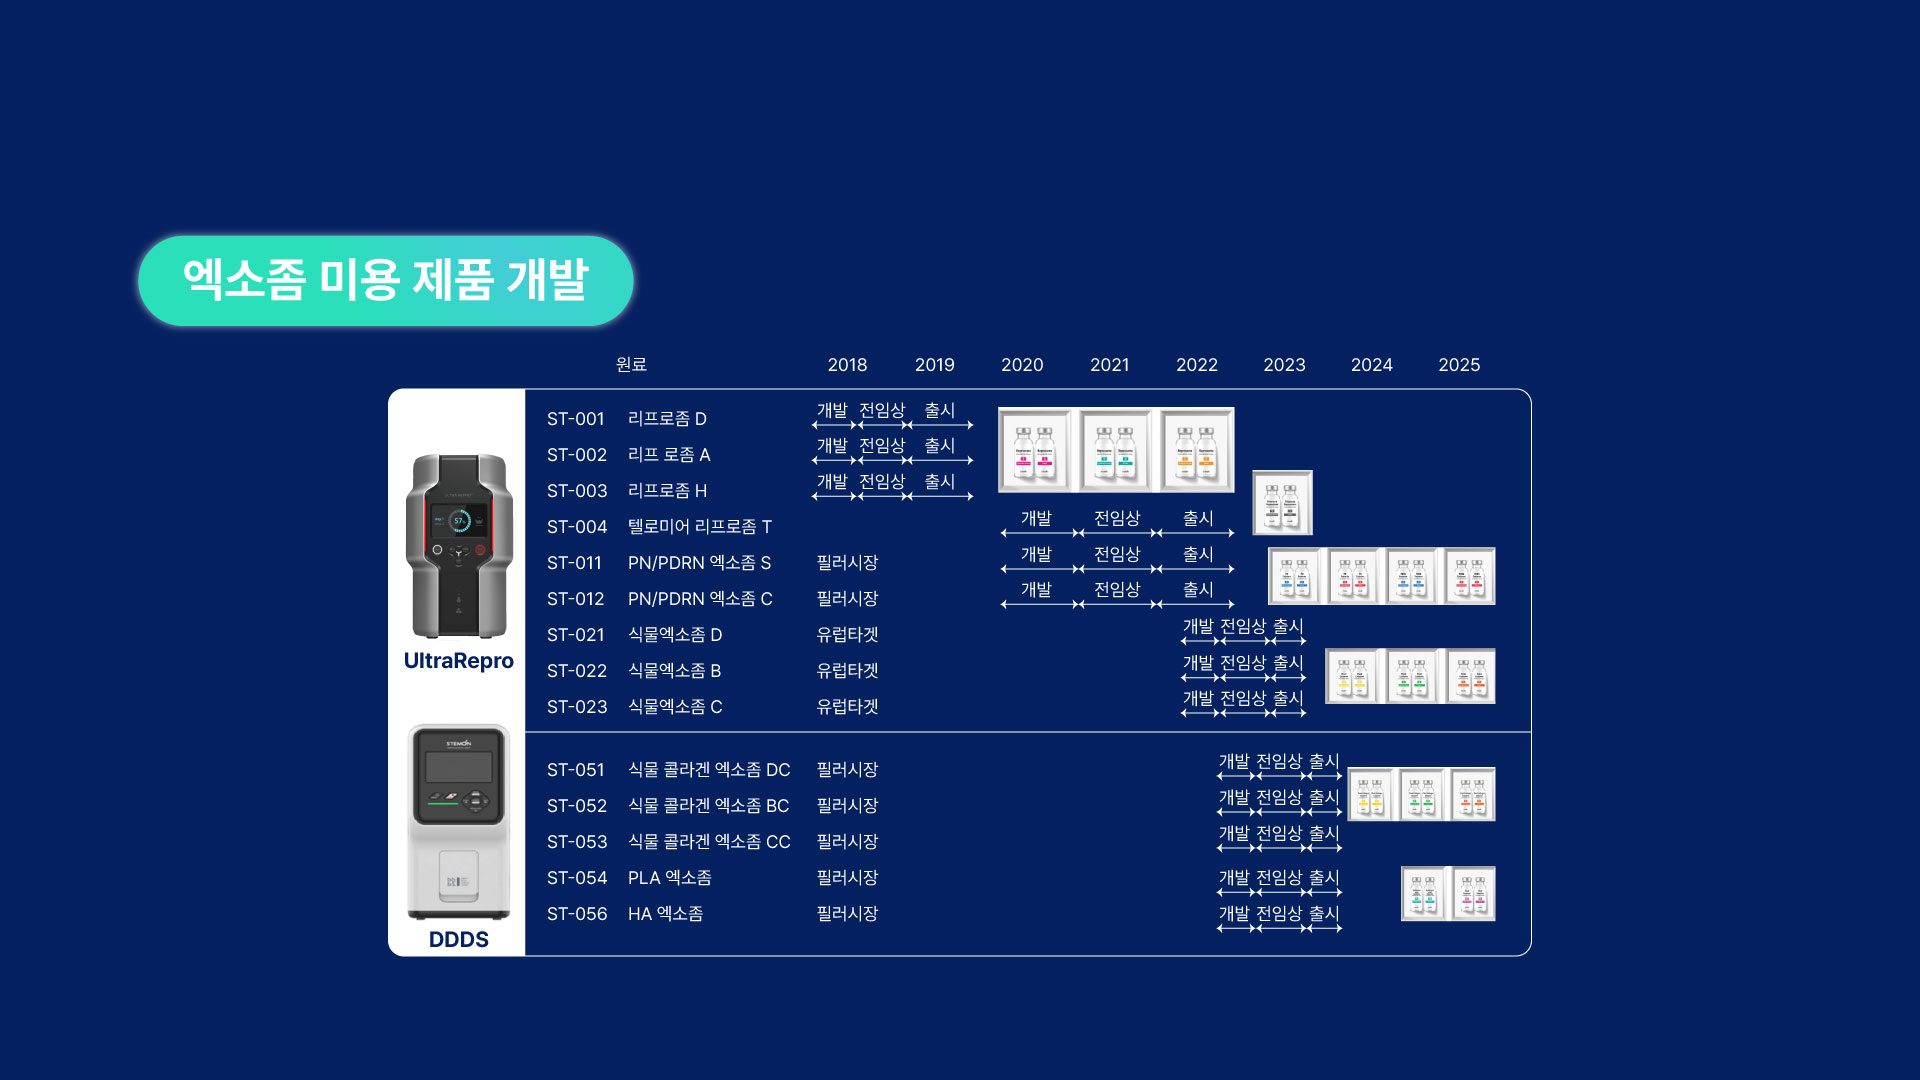 엑소좀 미용 제품 개발
원료 2018 2019 2020 2021 2022 2023 2024 2025
ST-001 리프로좀 D 개발 전임상 출시
ST-002 리프 로좀 A 개발 전임상 출시
ST-003 리프로좀 H 개발 전임상 출시
ST-004 텔로미어 리프로좀 T 개발 전임상 출시
ST-011 PN/PDRN 엑소좀 S 필러시장 개발 전임상 출시
ST-012 PN/PDRN 엑소좀 C 필러시장 개발 전임상 출시
ST-021 식물엑소좀 D 유럽타겟 개발 전임상 출시
ST-022 식물엑소좀 B 유럽타겟 개발 전임상 출시
ST-023 식물엑소좀 C 유럽타겟 개발 전임상 출시
57%
UltraRepro
ST-051 식물 콜라겐 엑소좀 DC 필러시장 개발 전임상 출시
ST-052 식물 콜라겐 엑소좀 BC 필러시장 개발 전임상 출시
ST-053 식물 콜라겐 엑소좀 CC 필러시장 개발 전임상 출시
ST-054 PLA 엑소좀 필러시장 개발 전임상 출시
ST-056 HA 엑소좀 필러시장 개발 전임상 출시
STEMON
DDDS